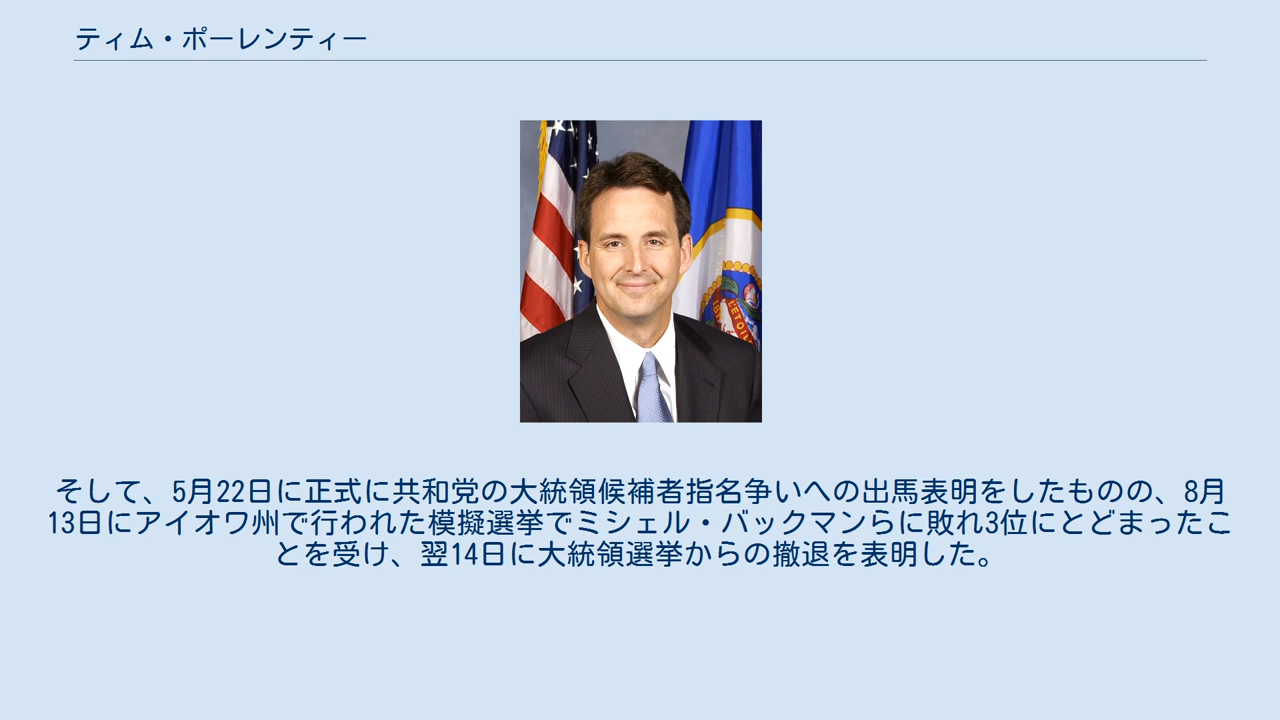 ティム・ポーレンティー
L'ETOIL
そして、5月22日に正式に共和党の大統領候補者指名争いへの出馬表明をしたものの、8月
13日にアイオワ州で行われた模擬選挙でミシェル・バックマンらに敗れ3位にとどまったこ
とを受け、翌14日に大統領選挙からの撤退を表明した。